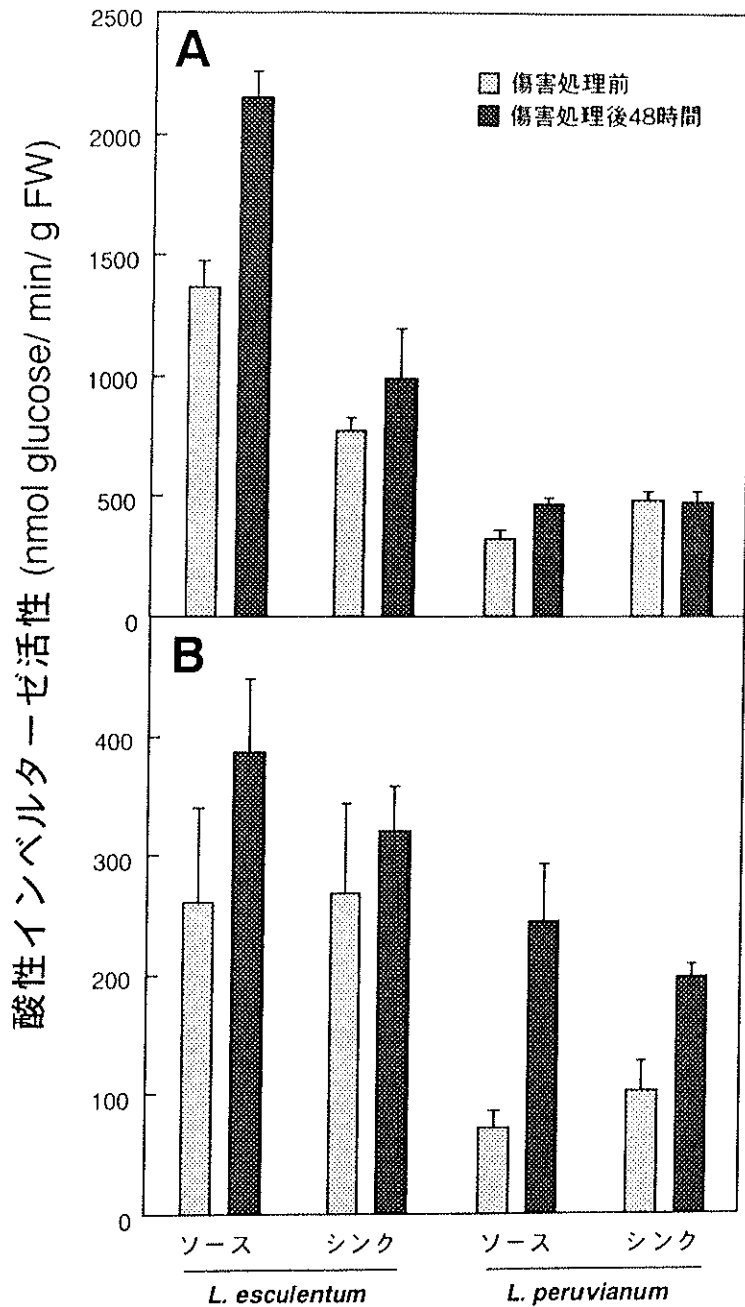 酸性インベルターゼ活性 (nmol glucose/ min/ g FW)
A
傷害処理前
傷害処理後48時間
2500
2000
1500
1000
500
0
B
400
300
200
100
0
ソース シンク ソース シンク
L. esculentum L. peruvianum